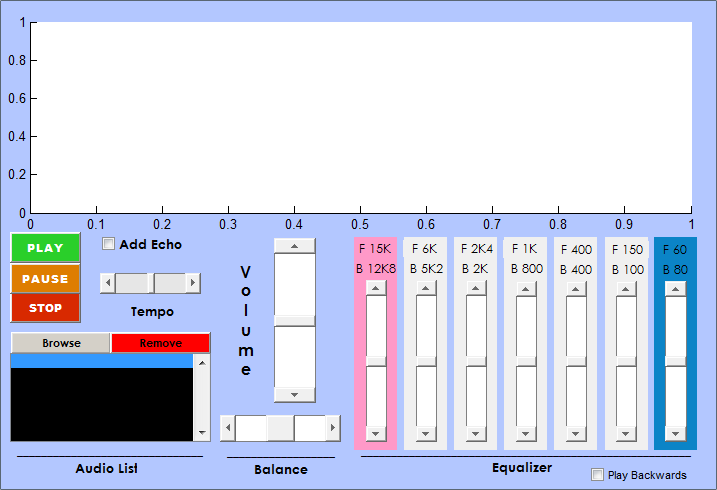 1
0.8
0.6
0.4
0.2
0
0 0.1 0.2 0.3 0.4 0.5 0.6 0.7 0.8 0.9 1
PLAY
PAUSE
STOP
Add Echo
Tempo
Browse Remove
Audio List
Volume
Balance
F 15K F 6K F 2K4 F 1K F 400 F 150 F 60
B 12K8 B 5K2 B 2K B 800 B 400 B 100 B 80
Equalizer
Play Backwards